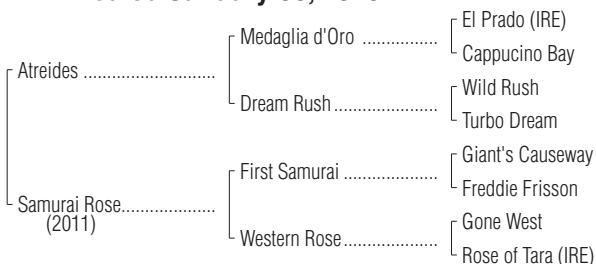 El Prado (IRE)
Medaglia d'Oro ..................
Cappucino Bay
Atreides ...............................
Wild Rush
Dream Rush........................
Turbo Dream
Giant's Causeway
First Samurai ......................
Freddie Frisson
Samurai Rose......................
(2011)
Gone West
Western Rose......................
Rose of Tara (IRE)